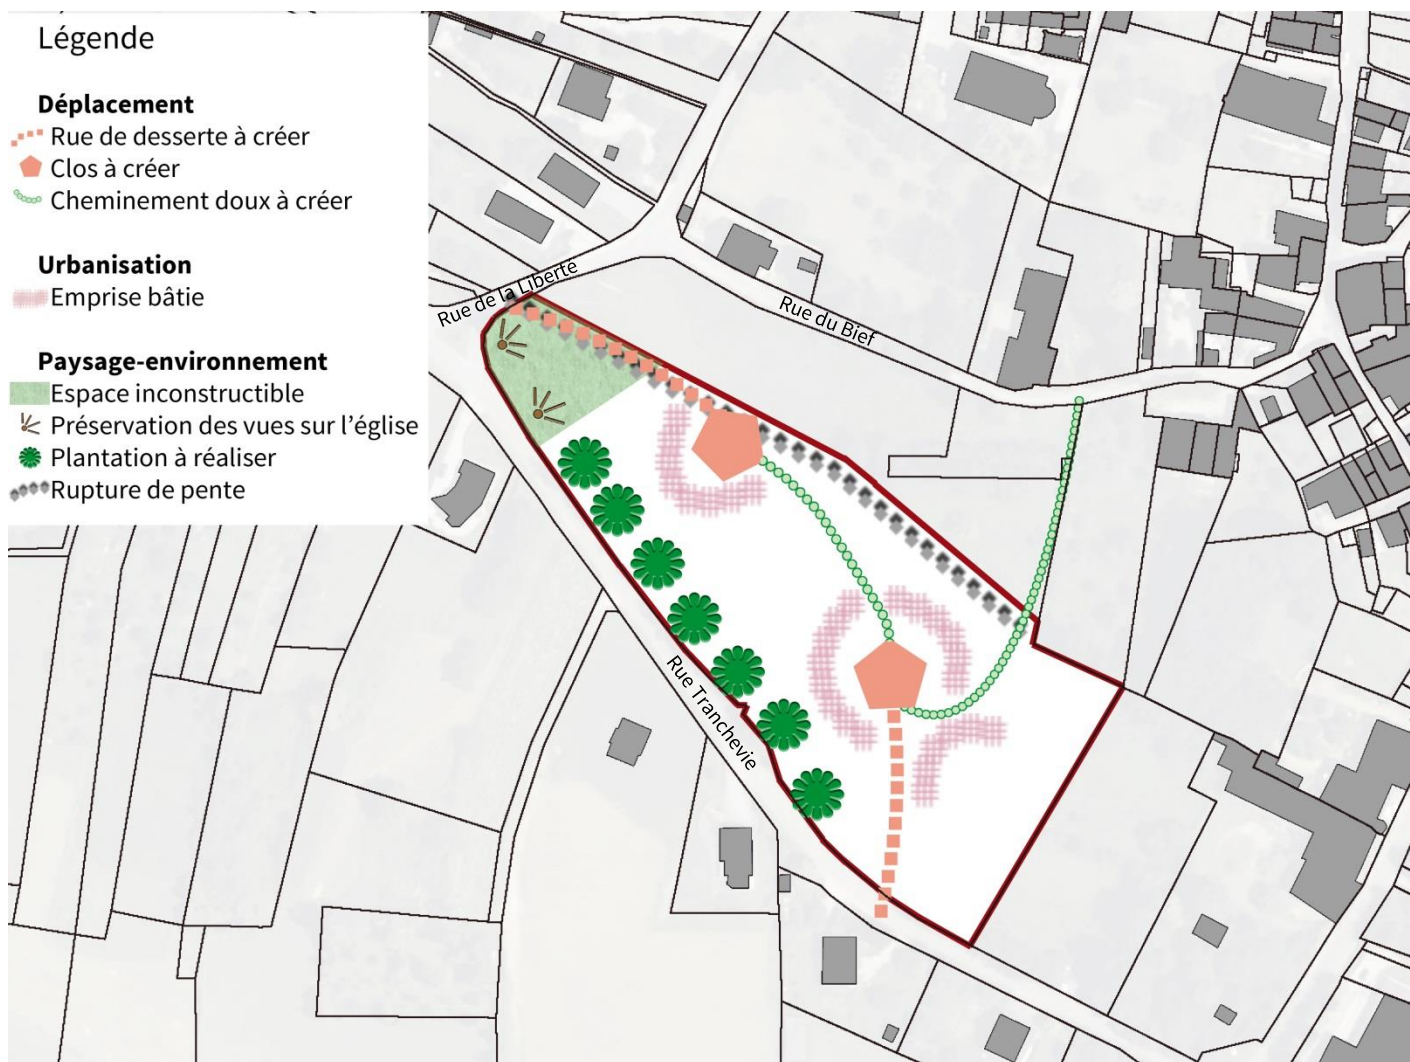 Légende
Déplacement
Rue de desserte à créer
Clos à créer
Cheminement doux à créer
Urbanisation
Emprise bâtie
Paysage-environnement
Espace inconstructible
Préservation des vues sur l'église
Plantation à réaliser
Rupture de pente
Rue de la Liberté
Rue du Bief
Rue Tranchevie